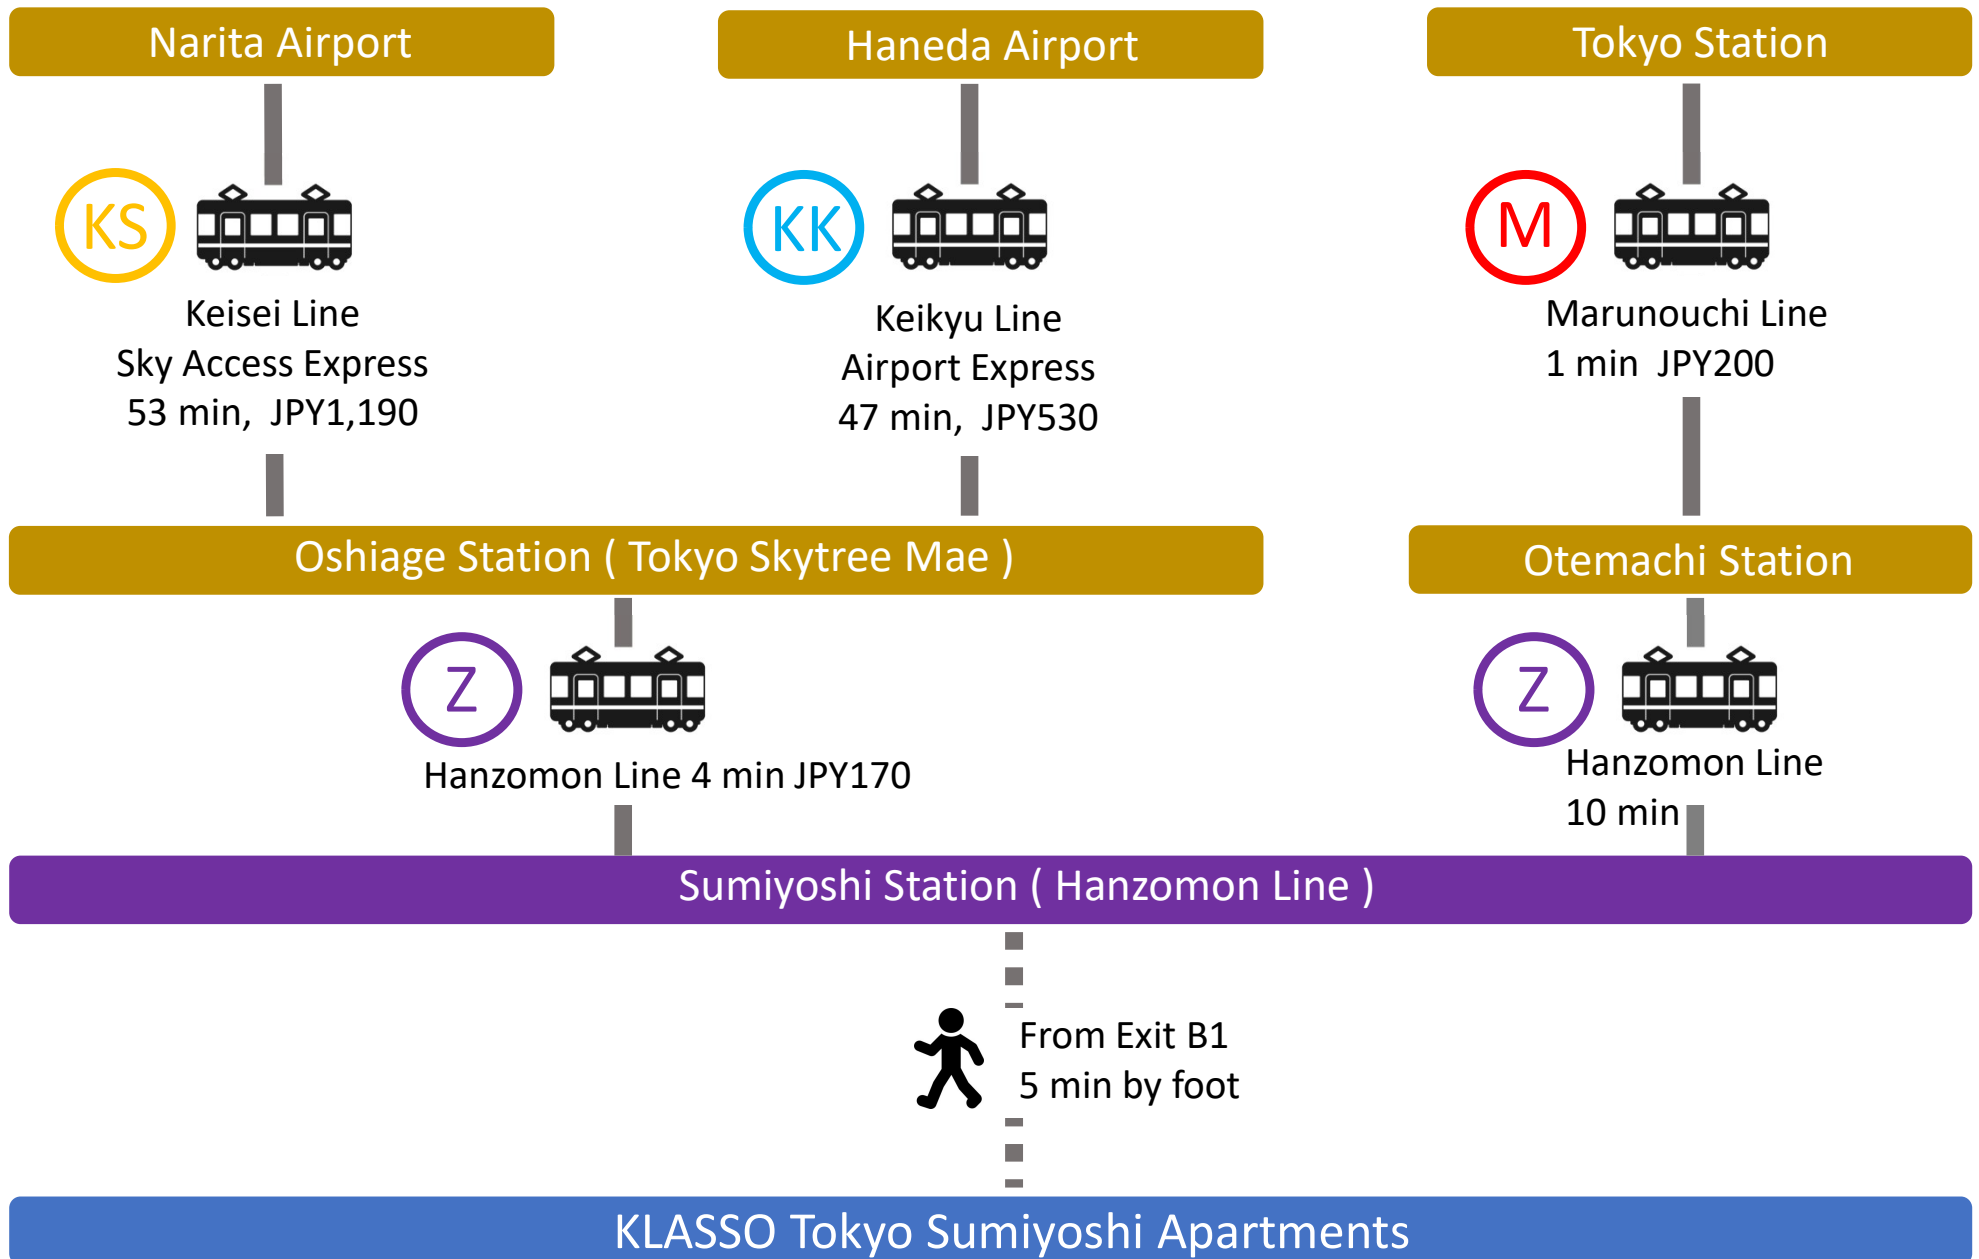 Narita Airport
Haneda Airport
Tokyo Station
KS
KK
M
Keisei Line
Sky Access Express
53 min, JPY1,190
Keikyu Line
Airport Express
47 min, JPY530
Marunouchi Line
1 min JPY200
Oshiage Station ( Tokyo Skytree Mae )
Otemachi Station
Z
Hanzomon Line 4 min JPY170
Z
Hanzomon Line
10 min
Sumiyoshi Station ( Hanzomon Line )
From Exit B1
5 min by foot
KLASSO Tokyo Sumiyoshi Apartments